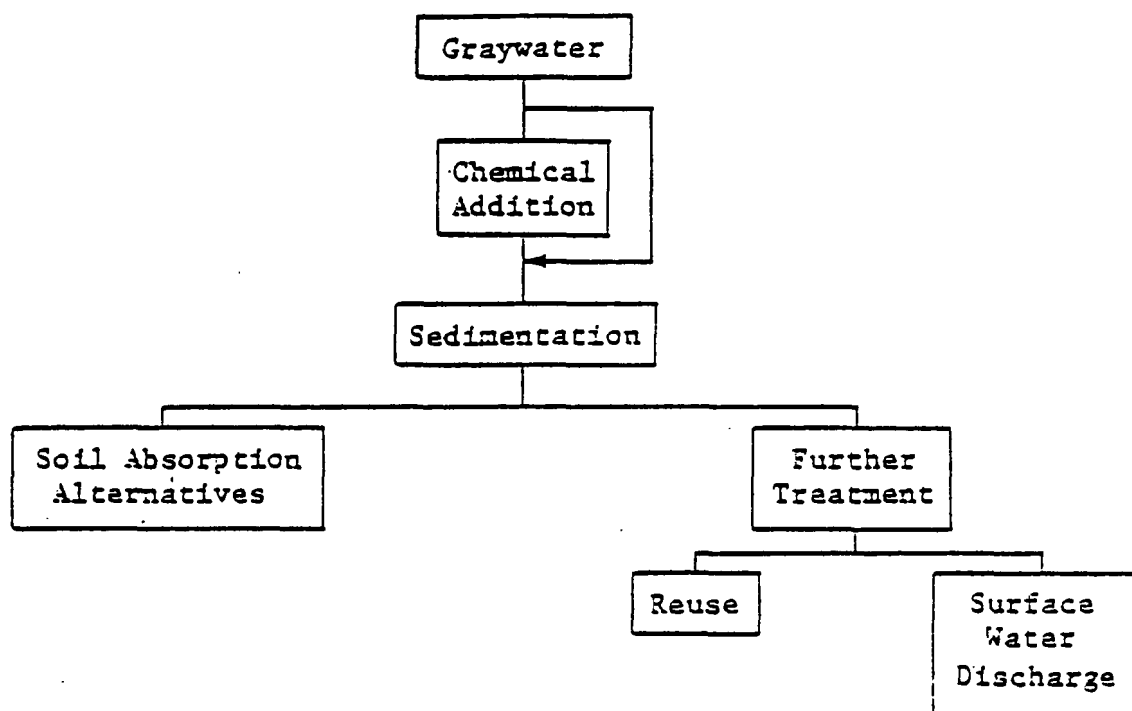 Graywater
Chemical
Addition
Sedimentation
Soil Absorption
Alternatives
Further
Treatment
Reuse
Surface
Water
Discharge